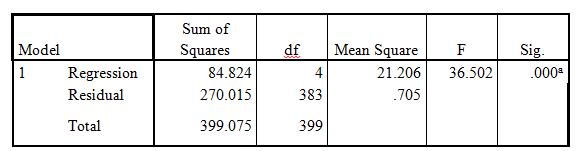 Model Sum of Squares df Mean Square F Sig.
1 Regression 84.824 4 21.206 36.502 .000ᵃ
Residual 270.015 383 .705
Total 399.075 399